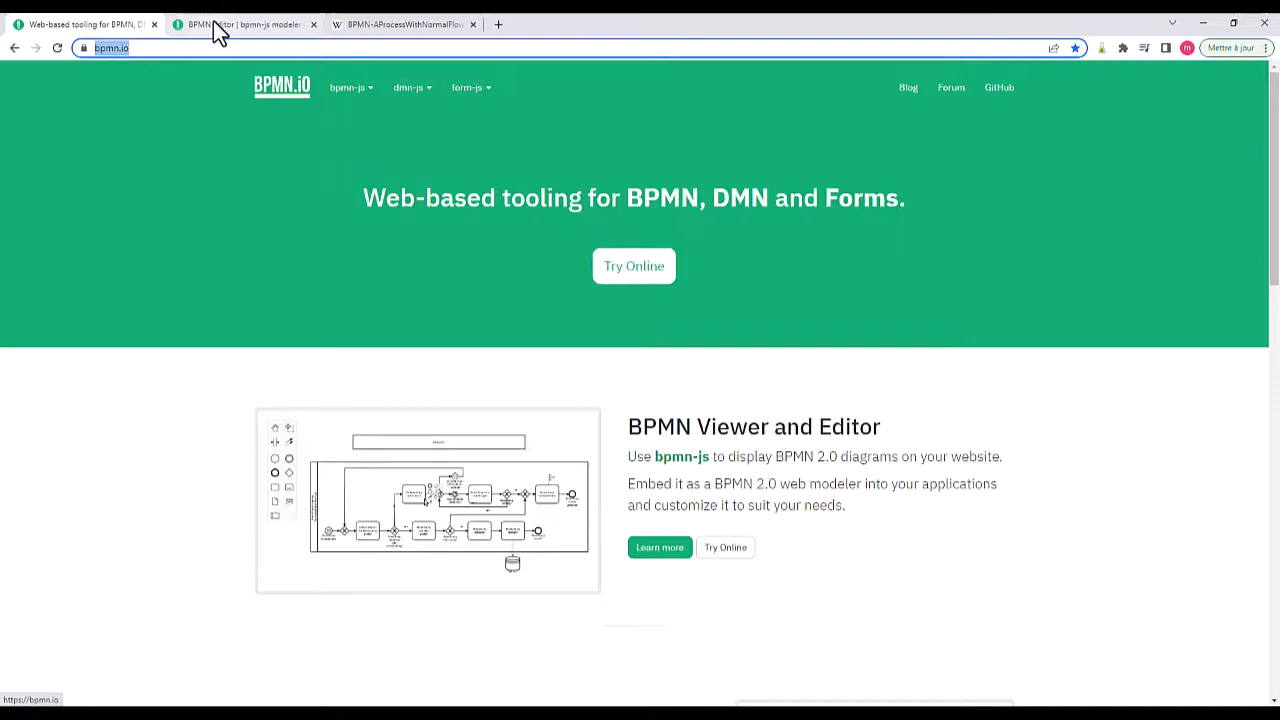 Web-based tooling for BPMN, D
BPMN Editor | bpmn-js modeler
BPMN-AProcessWithNormalFlow
bpmn.io
Mettre à jour
BPMN.iO
bpmn-js
dmn-js
form-js
Blog
Forum
GitHub
Web-based tooling for BPMN, DMN and Forms.
Try Online
BPMN Viewer and Editor
Use bpmn-js to display BPMN 2.0 diagrams on your website.
Embed it as a BPMN 2.0 web modeler into your applications
and customize it to suit your needs.
Learn more
Try Online
https://bpmn.io